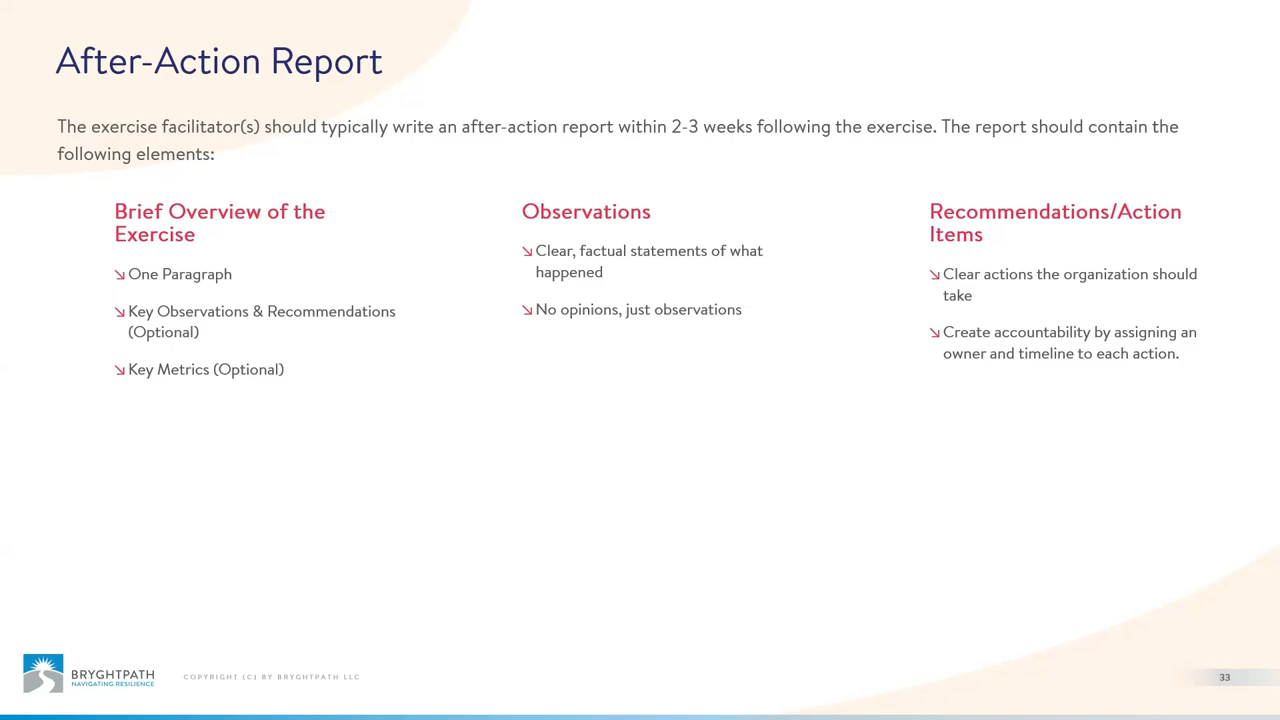 After-Action Report
The exercise facilitator(s) should typically write an after-action report within 2-3 weeks following the exercise. The report should contain the
following elements:
Brief Overview of the
Exercise
One Paragraph
Key Observations & Recommendations
(Optional)
Key Metrics (Optional)
Observations
Clear, factual statements of what
happened
No opinions, just observations
Recommendations/Action
Items
Clear actions the organization should
take
Create accountability by assigning an
owner and timeline to each action.
BRYGHTPATH
NAVIGATING RESILIENCE
COPYRIGHT (C) BY BRYGHTPATH LLC
33